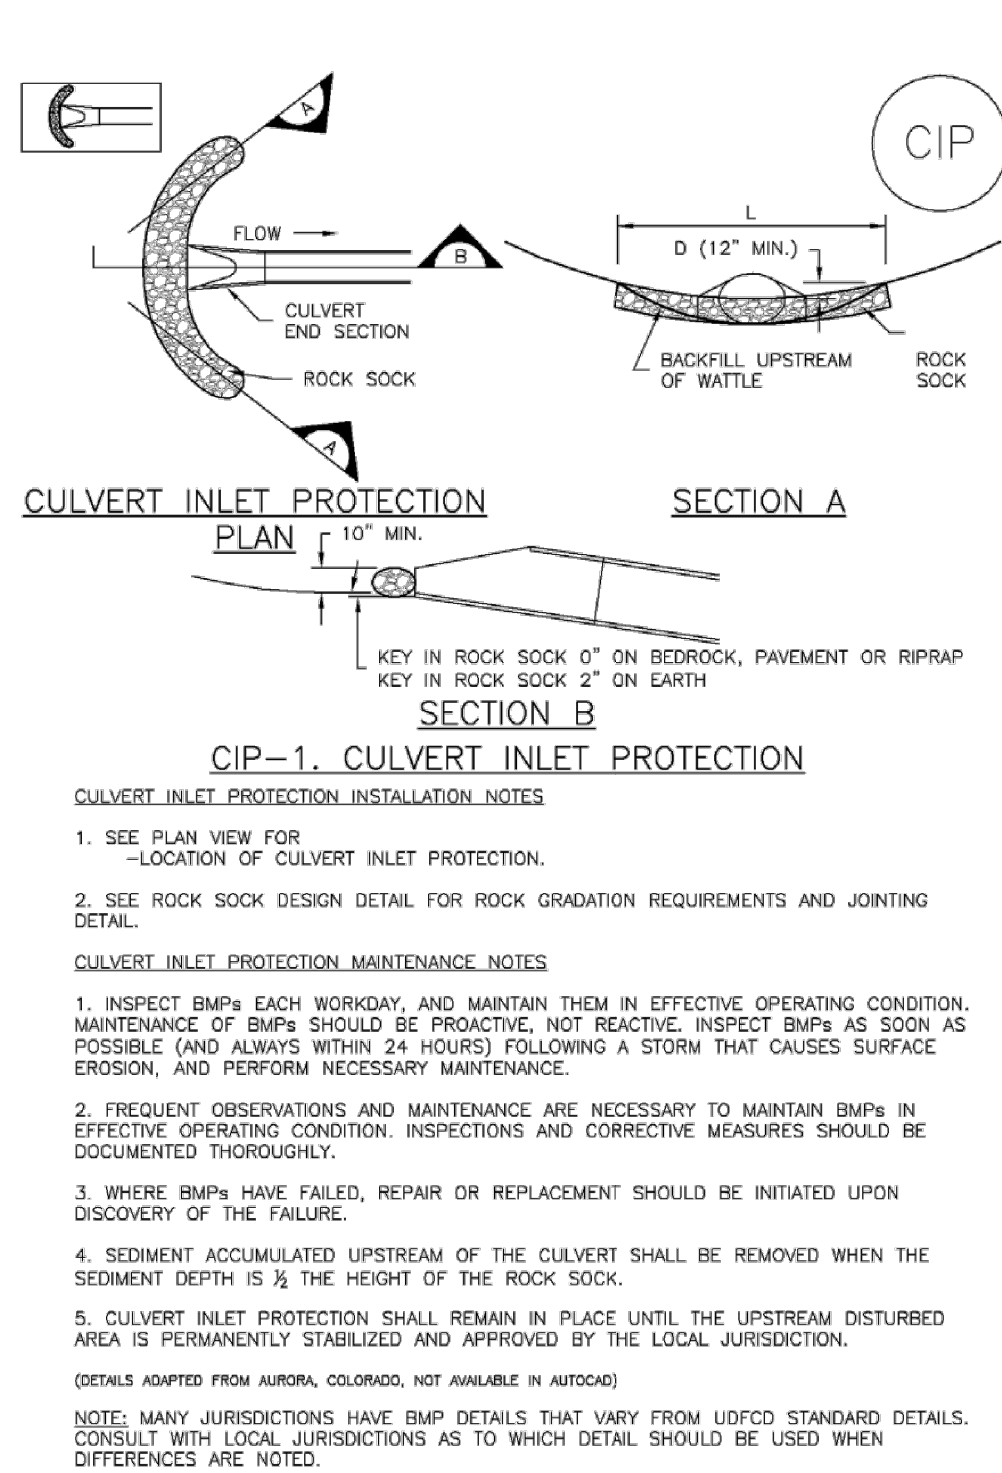 CIP
A
FLOW
B
CULVERT
END SECTION
ROCK SOCK
A
L
D (12" MIN.)
BACKFILL UPSTREAM
OF WATTLE
ROCK
SOCK
CULVERT INLET PROTECTION
PLAN
SECTION A
10" MIN.
KEY IN ROCK SOCK 0" ON BEDROCK, PAVEMENT OR RIPRAP
KEY IN ROCK SOCK 2" ON EARTH
SECTION B
CIP-1. CULVERT INLET PROTECTION
CULVERT INLET PROTECTION INSTALLATION NOTES
1. SEE PLAN VIEW FOR
-LOCATION OF CULVERT INLET PROTECTION.
2. SEE ROCK SOCK DESIGN DETAIL FOR ROCK GRADATION REQUIREMENTS AND JOINTING
DETAIL.
CULVERT INLET PROTECTION MAINTENANCE NOTES
1. INSPECT BMPs EACH WORKDAY, AND MAINTAIN THEM IN EFFECTIVE OPERATING CONDITION.
MAINTENANCE OF BMPs SHOULD BE PROACTIVE, NOT REACTIVE. INSPECT BMPs AS SOON AS
POSSIBLE (AND ALWAYS WITHIN 24 HOURS) FOLLOWING A STORM THAT CAUSES SURFACE
EROSION, AND PERFORM NECESSARY MAINTENANCE.
2. FREQUENT OBSERVATIONS AND MAINTENANCE ARE NECESSARY TO MAINTAIN BMPs IN
EFFECTIVE OPERATING CONDITION. INSPECTIONS AND CORRECTIVE MEASURES SHOULD BE
DOCUMENTED THOROUGHLY.
3. WHERE BMPs HAVE FAILED, REPAIR OR REPLACEMENT SHOULD BE INITIATED UPON
DISCOVERY OF THE FAILURE.
4. SEDIMENT ACCUMULATED UPSTREAM OF THE CULVERT SHALL BE REMOVED WHEN THE
SEDIMENT DEPTH IS ½ THE HEIGHT OF THE ROCK SOCK.
5. CULVERT INLET PROTECTION SHALL REMAIN IN PLACE UNTIL THE UPSTREAM DISTURBED
AREA IS PERMANENTLY STABILIZED AND APPROVED BY THE LOCAL JURISDICTION.
(DETAILS ADAPTED FROM AURORA, COLORADO, NOT AVAILABLE IN AUTOCAD)
NOTE: MANY JURISDICTIONS HAVE BMP DETAILS THAT VARY FROM UDFCD STANDARD DETAILS.
CONSULT WITH LOCAL JURISDICTIONS AS TO WHICH DETAIL SHOULD BE USED WHEN
DIFFERENCES ARE NOTED.